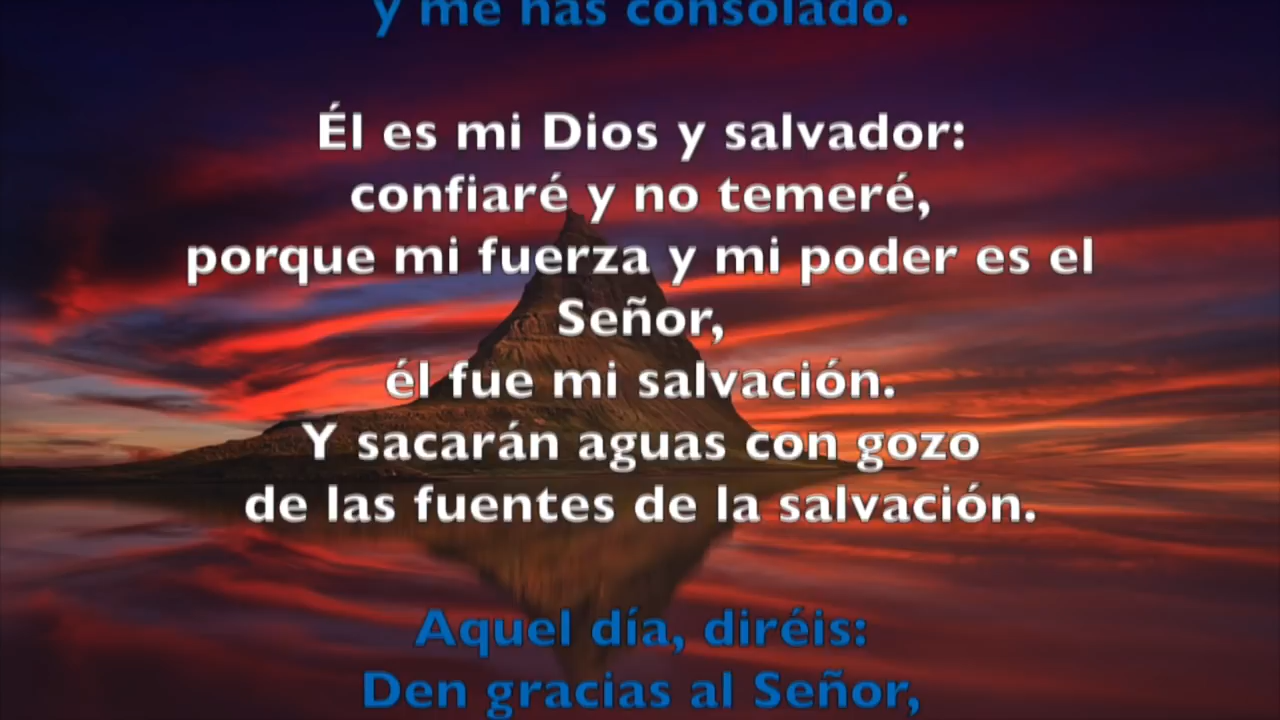 y me has consolado.
Él es mi Dios y salvador:
confiaré y no temeré,
porque mi fuerza y mi poder es el
Señor,
él fue mi salvación.
Y sacarán aguas con gozo
de las fuentes de la salvación.
Aquel día, diréis:
Den gracias al Señor,